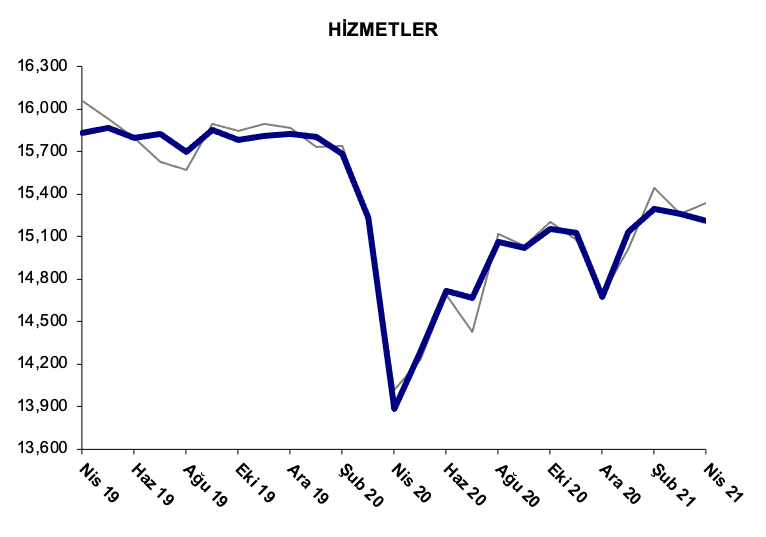 HİZMETLER
16,300
16,000
15,700
15,400
15,100
14,800
14,500
14,200
13,900
13,600
Nis 19
Haz 19
Ağu 19
Eki 19
Ara 19
Şub 20
Nis 20
Haz 20
Ağu 20
Eki 20
Ara 20
Şub 21
Nis 21